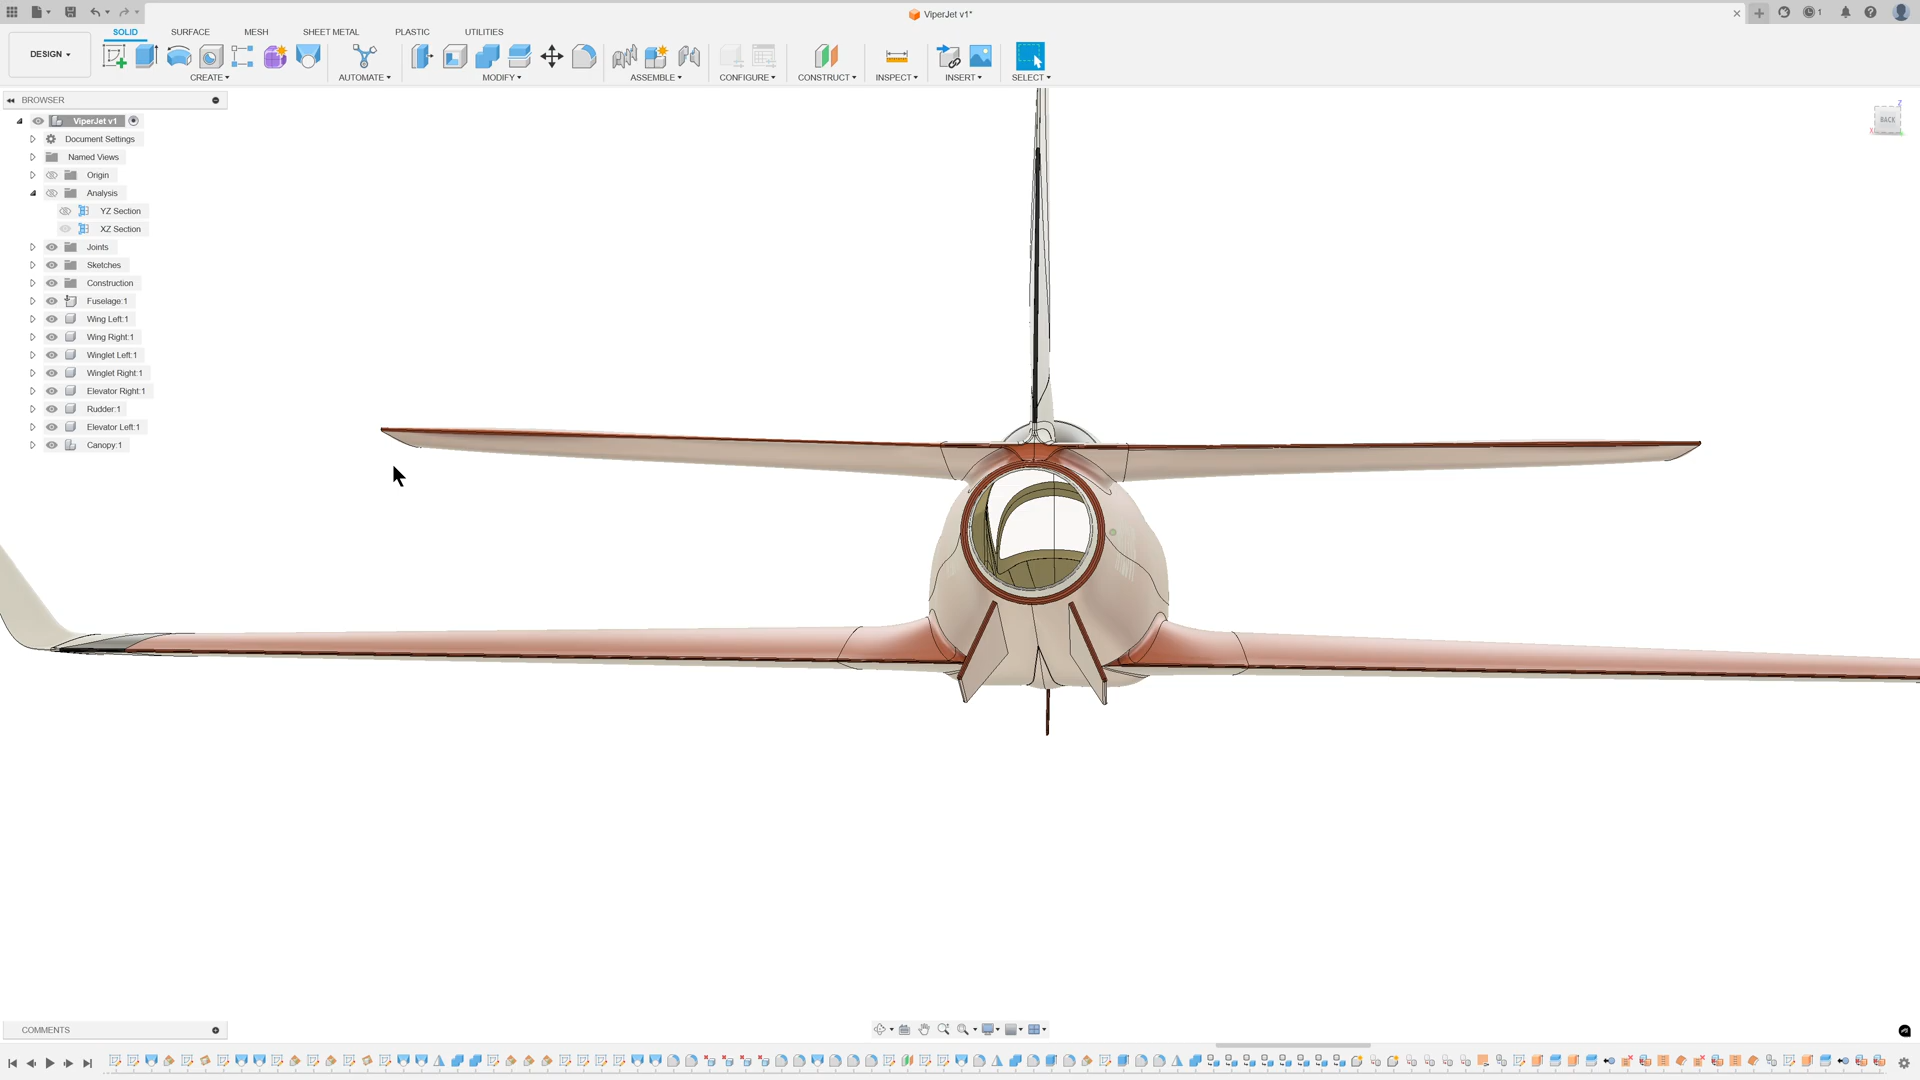 ViperJet v1*
1
SOLID SURFACE MESH SHEET METAL PLASTIC UTILITIES
DESIGN
CREATE AUTOMATE MODIFY ASSEMBLE CONFIGURE CONSTRUCT INSPECT INSERT SELECT
BROWSER
ViperJet v1
Document Settings
Named Views
Origin
Analysis
YZ Section
XZ Section
Joints
Sketches
Construction
Fuselage:1
Wing Left:1
Wing Right:1
Winglet Left:1
Winglet Right:1
Elevator Right:1
Rudder:1
Elevator Left:1
Canopy:1
Z
BACK
X
COMMENTS